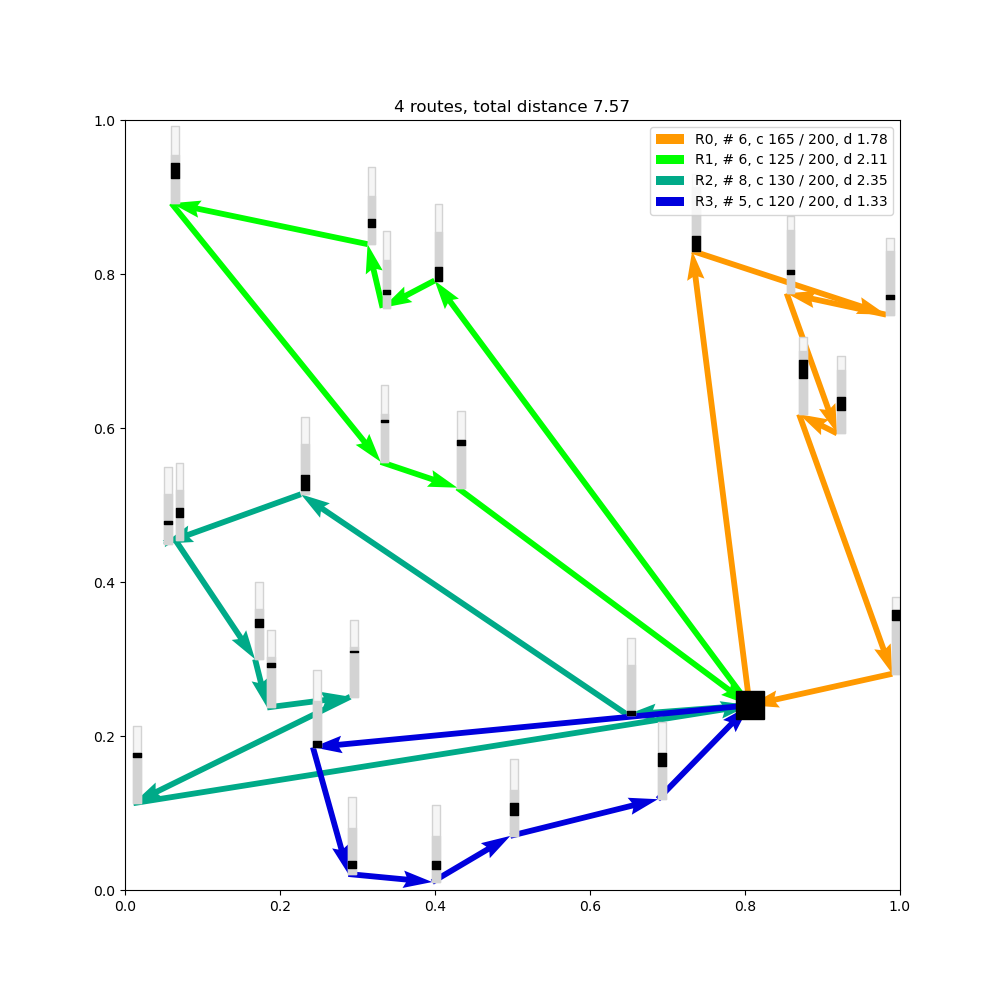 4 routes, total distance 7.57
R0, # 6, c 165 / 200, d 1.78
R1, # 6, c 125 / 200, d 2.11
R2, # 8, c 130 / 200, d 2.35
R3, # 5, c 120 / 200, d 1.33
1.0
0.8
0.6
0.4
0.2
0.0
0.0 0.2 0.4 0.6 0.8 1.0